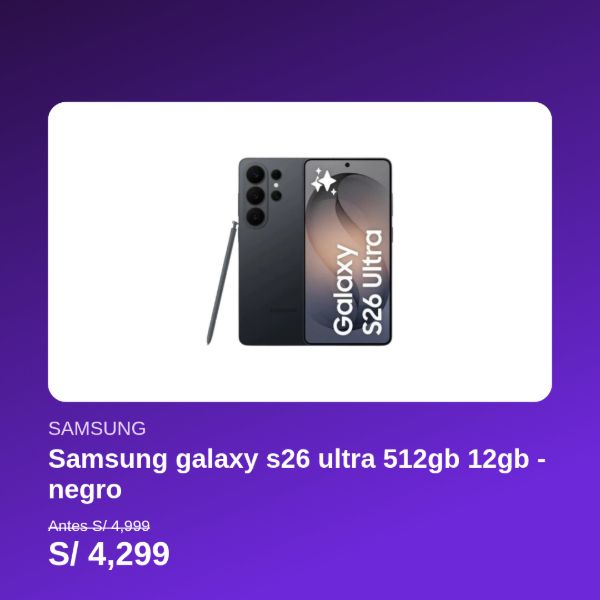 Galaxy
S26 Ultra
SAMSUNG
Samsung galaxy s26 ultra 512gb 12gb -
negro
Antes S/ 4,999
S/ 4,299